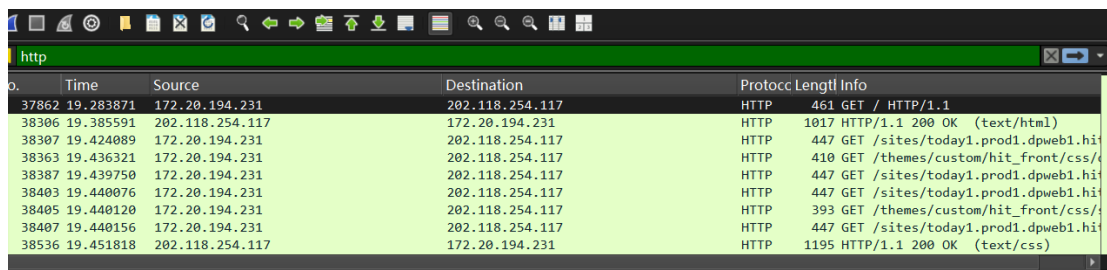 http
o. Time Source Destination Protocc Lengtl Info
37862 19.283871 172.20.194.231 202.118.254.117 HTTP 461 GET / HTTP/1.1
38306 19.385591 202.118.254.117 172.20.194.231 HTTP 1017 HTTP/1.1 200 OK (text/html)
38307 19.424089 172.20.194.231 202.118.254.117 HTTP 447 GET /sites/today1.prod1.dpweb1.hit
38363 19.436321 172.20.194.231 202.118.254.117 HTTP 410 GET /themes/custom/hit_front/css/c
38387 19.439750 172.20.194.231 202.118.254.117 HTTP 447 GET /sites/today1.prod1.dpweb1.hit
38403 19.440076 172.20.194.231 202.118.254.117 HTTP 447 GET /sites/today1.prod1.dpweb1.hit
38405 19.440120 172.20.194.231 202.118.254.117 HTTP 393 GET /themes/custom/hit_front/css/s
38407 19.440156 172.20.194.231 202.118.254.117 HTTP 447 GET /sites/today1.prod1.dpweb1.hit
38536 19.451818 202.118.254.117 172.20.194.231 HTTP 1195 HTTP/1.1 200 OK (text/css)